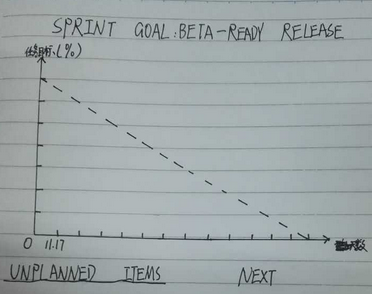 SPRINT GOAL:BETA-READY RELEASE
(%)
0 11.17
UNPLANNED ITEMS NEXT